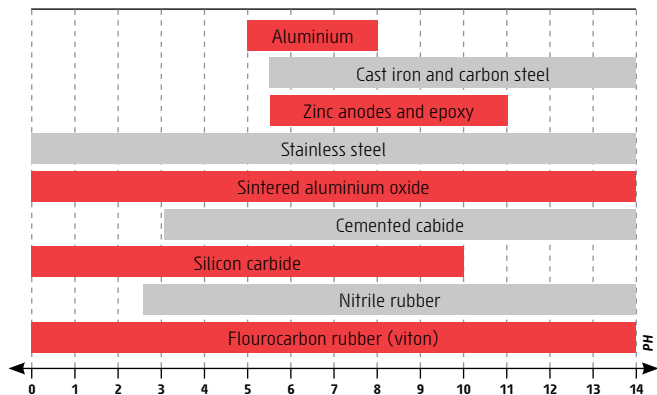 Aluminium
Cast iron and carbon steel
Zinc anodes and epoxy
Stainless steel
Sintered aluminium oxide
Cemented cabide
Silicon carbide
Nitrile rubber
Flourocarbon rubber (viton)
PH
0 1 2 3 4 5 6 7 8 9 10 11 12 13 14